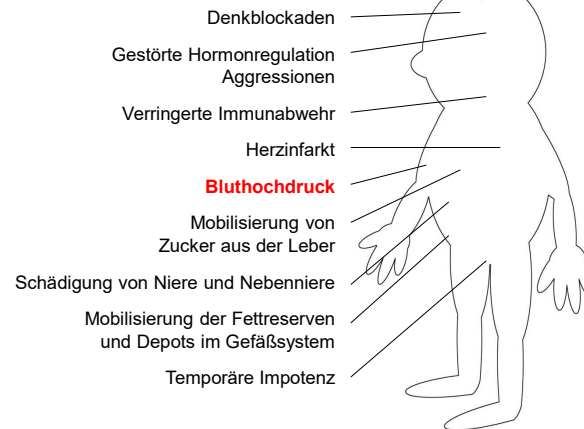 Denkblockaden
Gestörte Hormonregulation
Aggressionen
Verringerte Immunabwehr
Herzinfarkt
Bluthochdruck
Mobilisierung von
Zucker aus der Leber
Schädigung von Niere und Nebenniere
Mobilisierung der Fettreserven
und Depots im Gefäßsystem
Temporäre Impotenz